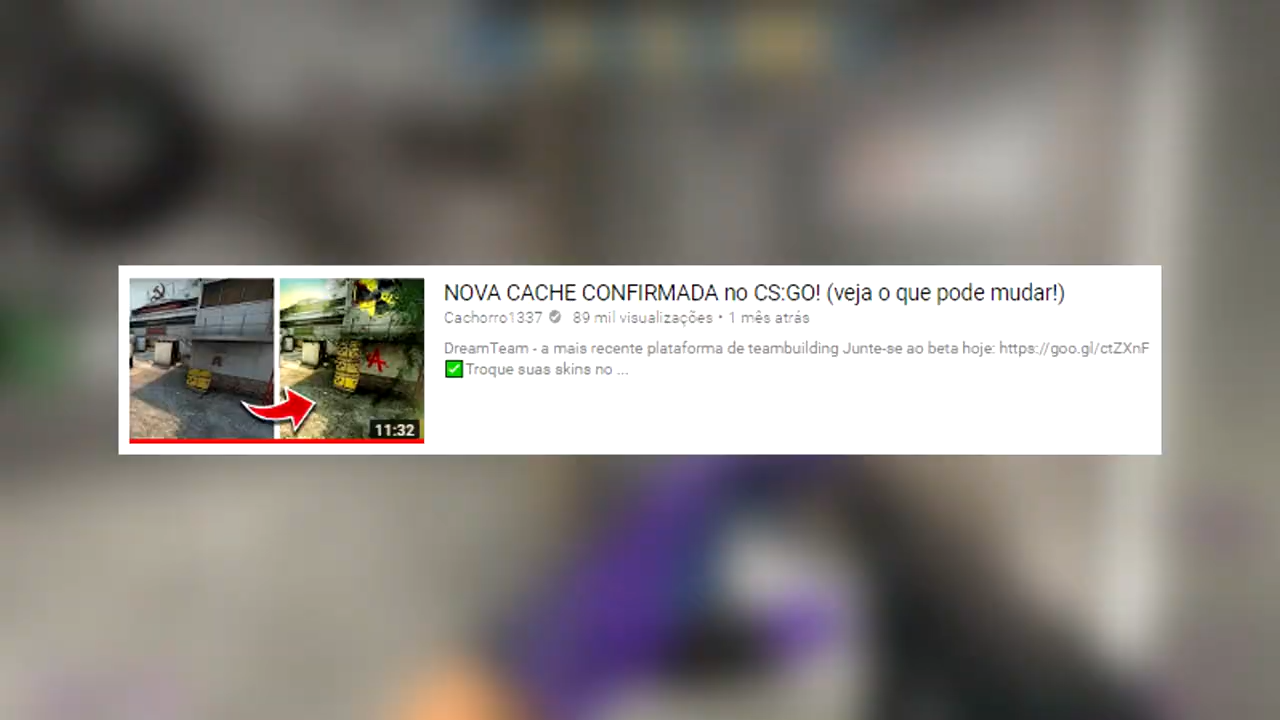 NOVA CACHE CONFIRMADA no CS:GO! (veja o que pode mudar!)
Cachorro1337 89 mil visualizações • 1 mês atrás
DreamTeam - a mais recente plataforma de teambuilding Junte-se ao beta hoje: https://goo.gl/ctZXnF
✅Troque suas skins no ...
A
11:32